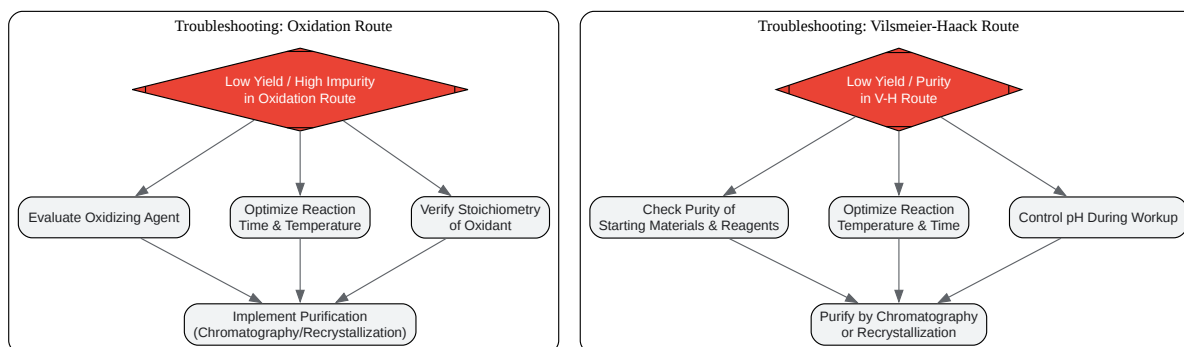 Troubleshooting: Oxidation Route
Low Yield / High Impurity
in Oxidation Route
Evaluate Oxidizing Agent
Optimize Reaction
Time & Temperature
Verify Stoichiometry
of Oxidant
Implement Purification
(Chromatography/Recrystallization)
Troubleshooting: Vilsmeier-Haack Route
Low Yield / Purity
in V-H Route
Check Purity of
Starting Materials & Reagents
Optimize Reaction
Temperature & Time
Control pH During Workup
Purify by Chromatography
or Recrystallization